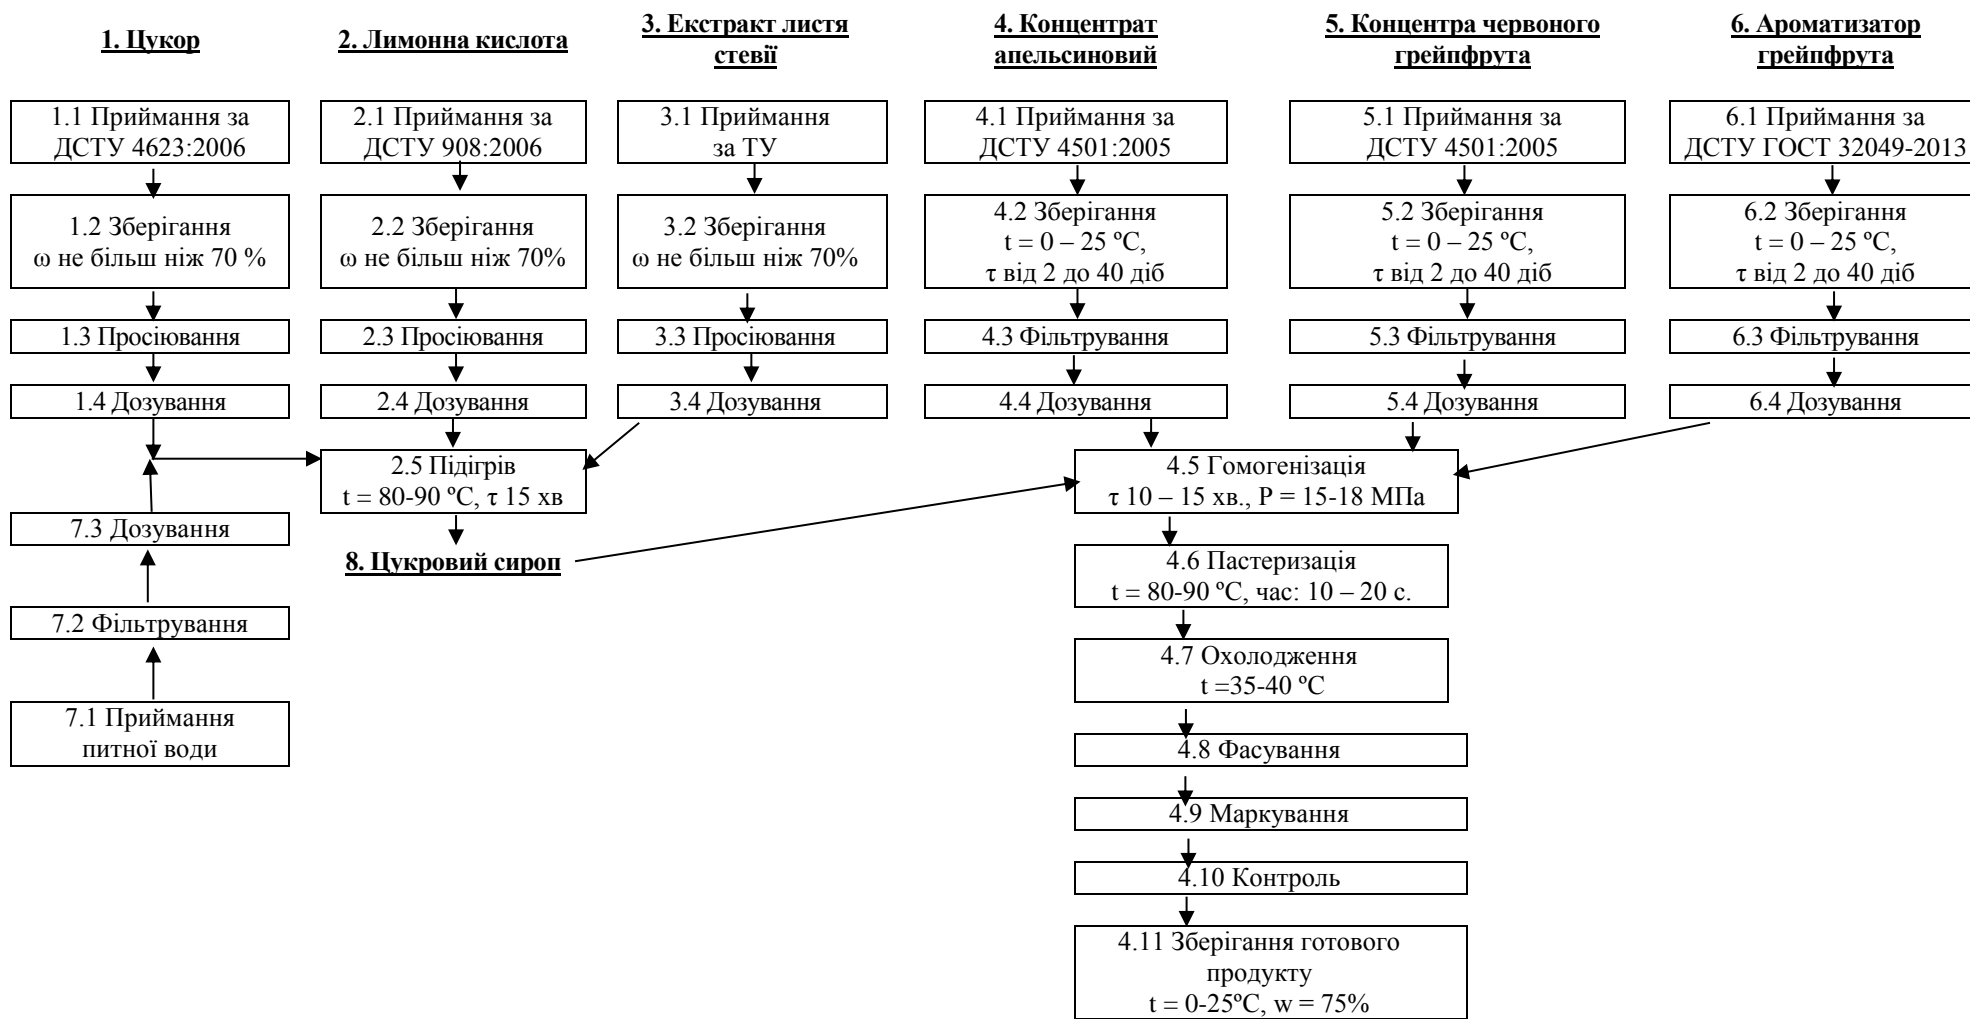 1. Цукор
2. Лимонна кислота
3. Екстракт листя
стевії
4. Концентрат
апельсиновий
5. Концентра червоного
грейпфрута
6. Ароматизатор
грейпфрута
1.1 Приймання за
ДСТУ 4623:2006
2.1 Приймання за
ДСТУ 908:2006
3.1 Приймання
за ТУ
4.1 Приймання за
ДСТУ 4501:2005
5.1 Приймання за
ДСТУ 4501:2005
6.1 Приймання за
ДСТУ ГОСТ 32049-2013
1.2 Зберігання
ω не більш ніж 70 %
2.2 Зберігання
ω не більш ніж 70%
3.2 Зберігання
ω не більш ніж 70%
4.2 Зберігання
t = 0 – 25 ºС,
τ від 2 до 40 діб
5.2 Зберігання
t = 0 – 25 ºС,
τ від 2 до 40 діб
6.2 Зберігання
t = 0 – 25 ºС,
τ від 2 до 40 діб
1.3 Просіювання
2.3 Просіювання
3.3 Просіювання
4.3 Фільтрування
5.3 Фільтрування
6.3 Фільтрування
1.4 Дозування
2.4 Дозування
3.4 Дозування
4.4 Дозування
5.4 Дозування
6.4 Дозування
2.5 Підігрів
t = 80-90 ºС, τ 15 хв
4.5 Гомогенізація
τ 10 – 15 хв., Р = 15-18 МПа
7.3 Дозування
8. Цукровий сироп
4.6 Пастеризація
t = 80-90 ºС, час: 10 – 20 с.
7.2 Фільтрування
4.7 Охолодження
t =35-40 ºС
7.1 Приймання
питної води
4.8 Фасування
4.9 Маркування
4.10 Контроль
4.11 Зберігання готового
продукту
t = 0-25ºС, w = 75%